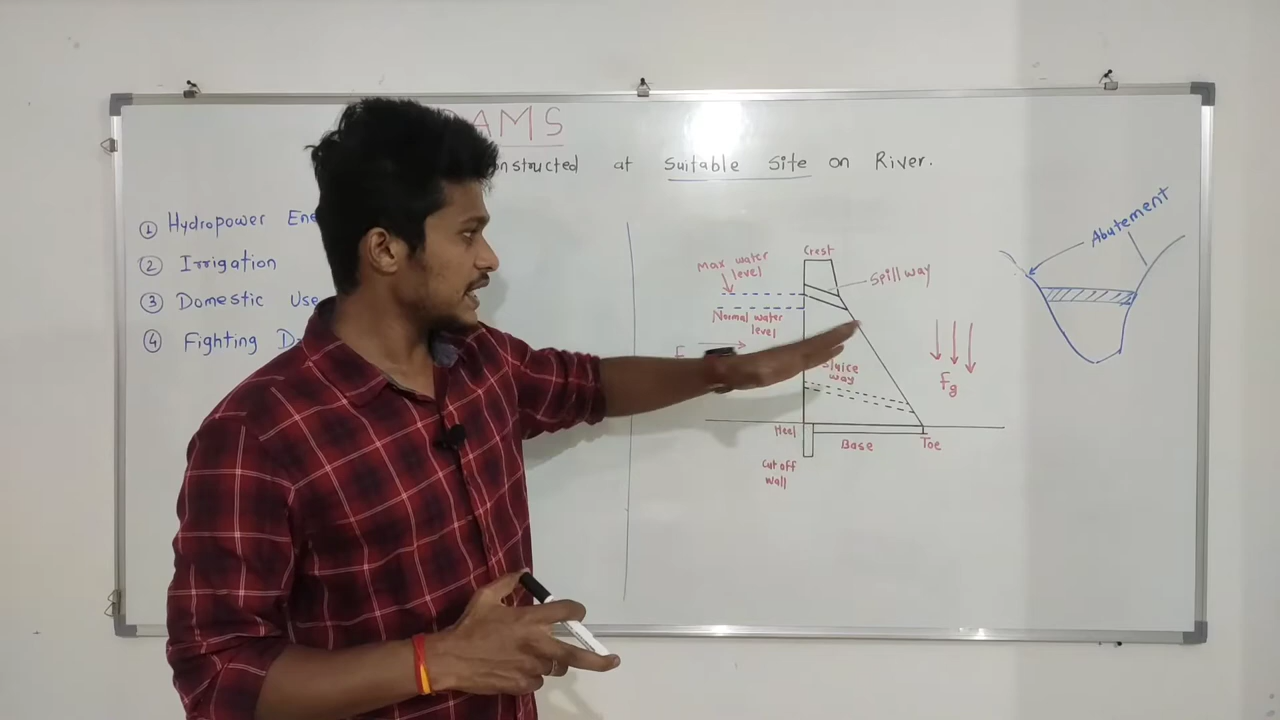 AMS
nstructed at Suitable Site on River.
① Hydropower Ene
② Irrigation
③ Domestic Use
④ Fighting D
Crest
Max water
level
Spill way
Normal water
level
F
Sluice
way
Fg
Heel
Base
Toe
Cut off
wall
Abutement